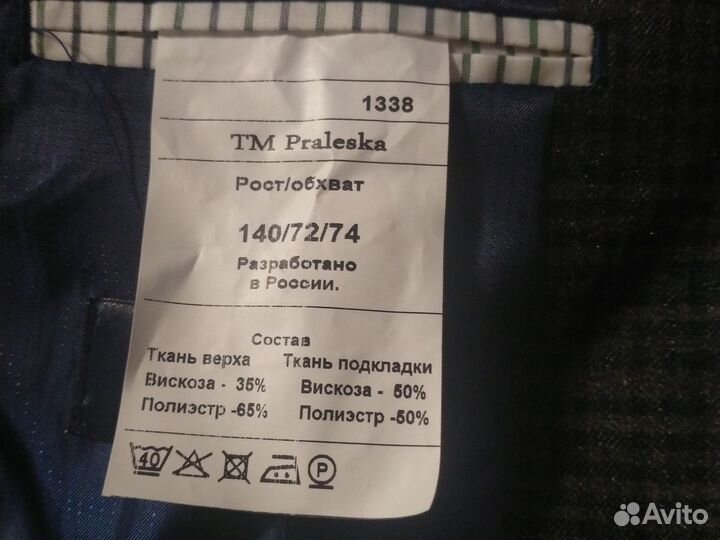 1338
TM Praleska
Рост/обхват
140/72/74
Разработано
в России.
Состав
Ткань верха Ткань подкладки
Вискоза - 35% Вискоза - 50%
Полиэстр -65% Полиэстр -50%
40 P
Avito